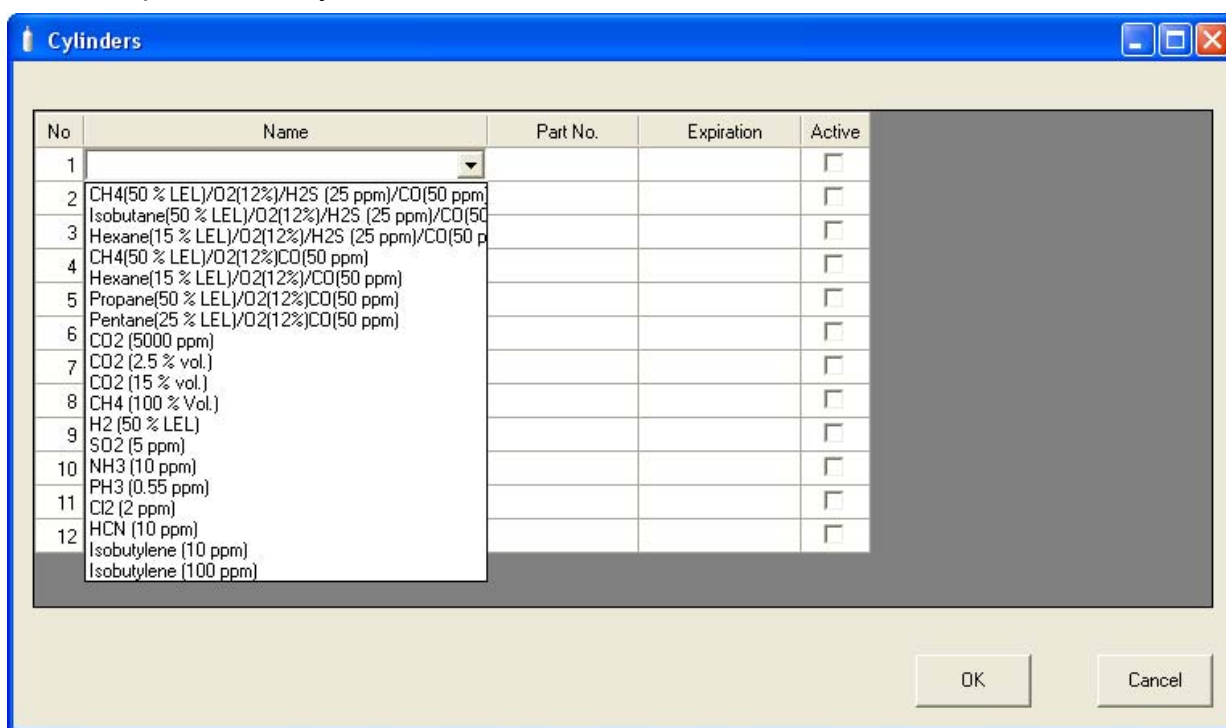 Cylinders
No Name Part No. Expiration Active
1
2
3
4
5
6
7
8
9
10
11
12
CH4(50 % LEL)/O2(12%)/H2S (25 ppm)/CO(50 ppm)
Isobutane(50 % LEL)/O2(12%)/H2S (25 ppm)/CO(50
Hexane(15 % LEL)/O2(12%)/H2S (25 ppm)/CO(50 p
CH4(50 % LEL)/O2(12%)CO(50 ppm)
Hexane(15 % LEL)/O2(12%)/CO(50 ppm)
Propane(50 % LEL)/O2(12%)CO(50 ppm)
Pentane(25 % LEL)/O2(12%)CO(50 ppm)
CO2 (5000 ppm)
CO2 (2.5 % vol.)
CO2 (15 % vol.)
CH4 (100 % Vol.)
H2 (50 % LEL)
SO2 (5 ppm)
NH3 (10 ppm)
PH3 (0.55 ppm)
Cl2 (2 ppm)
HCN (10 ppm)
Isobutylene (10 ppm)
Isobutylene (100 ppm)
OK Cancel